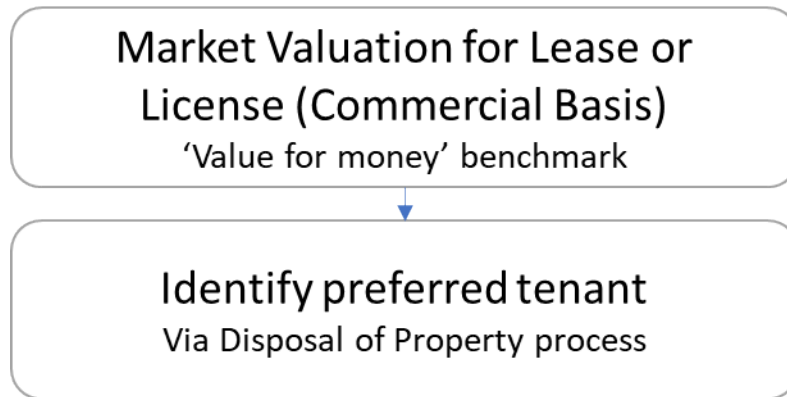 Market Valuation for Lease or
License (Commercial Basis)
‘Value for money’ benchmark
Identify preferred tenant
Via Disposal of Property process